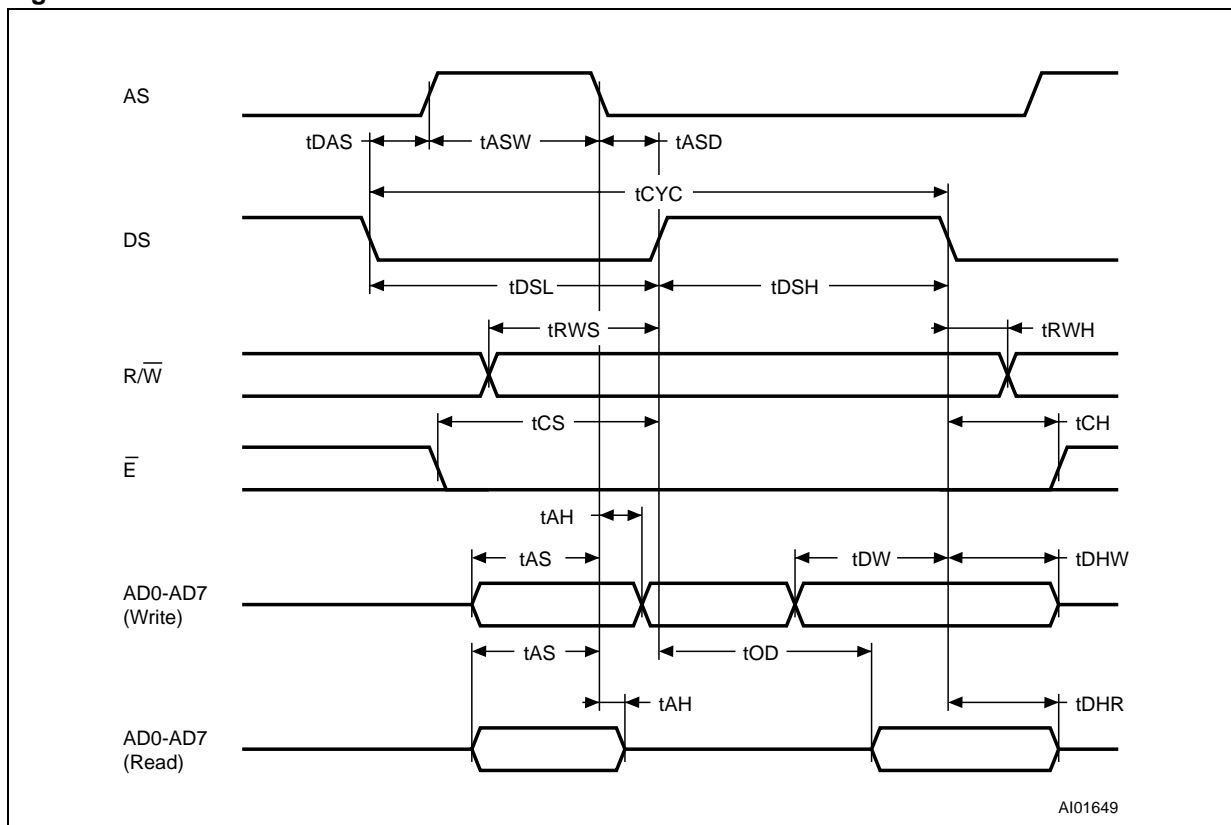 AS
tDAS tASW tASD
tCYC
DS
tDSL tDSH
tRWS tRWH
R/W̅
tCS tCH
E̅
tAH
tAS tDW tDHW
AD0-AD7
(Write)
tAS tOD
tAH tDHR
AD0-AD7
(Read)
AI01649